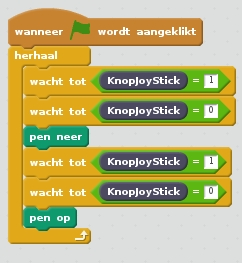 wanneer wordt aangeklikt
herhaal
wacht tot KnopJoyStick = 1
wacht tot KnopJoyStick = 0
pen neer
wacht tot KnopJoyStick = 1
wacht tot KnopJoyStick = 0
pen op